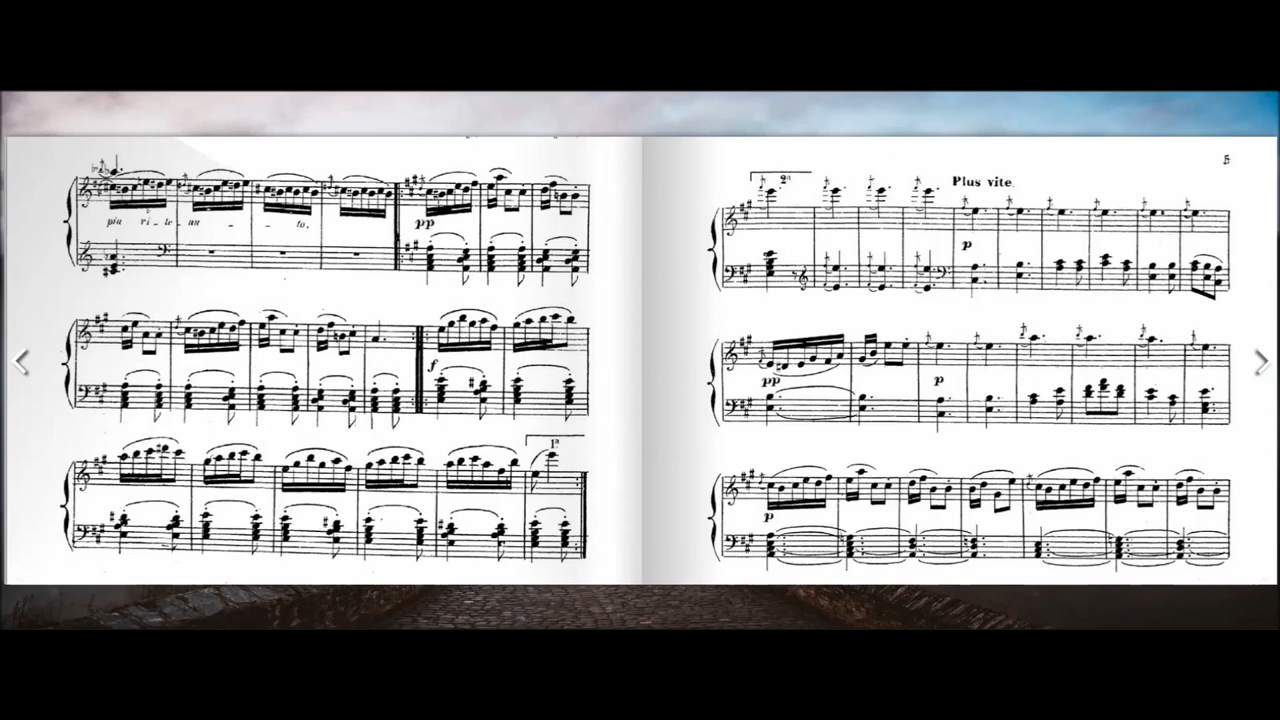 più ri - te - nu - - to.
pp
f
1ª
5
2ª
Plus vite.
p
pp
p
p